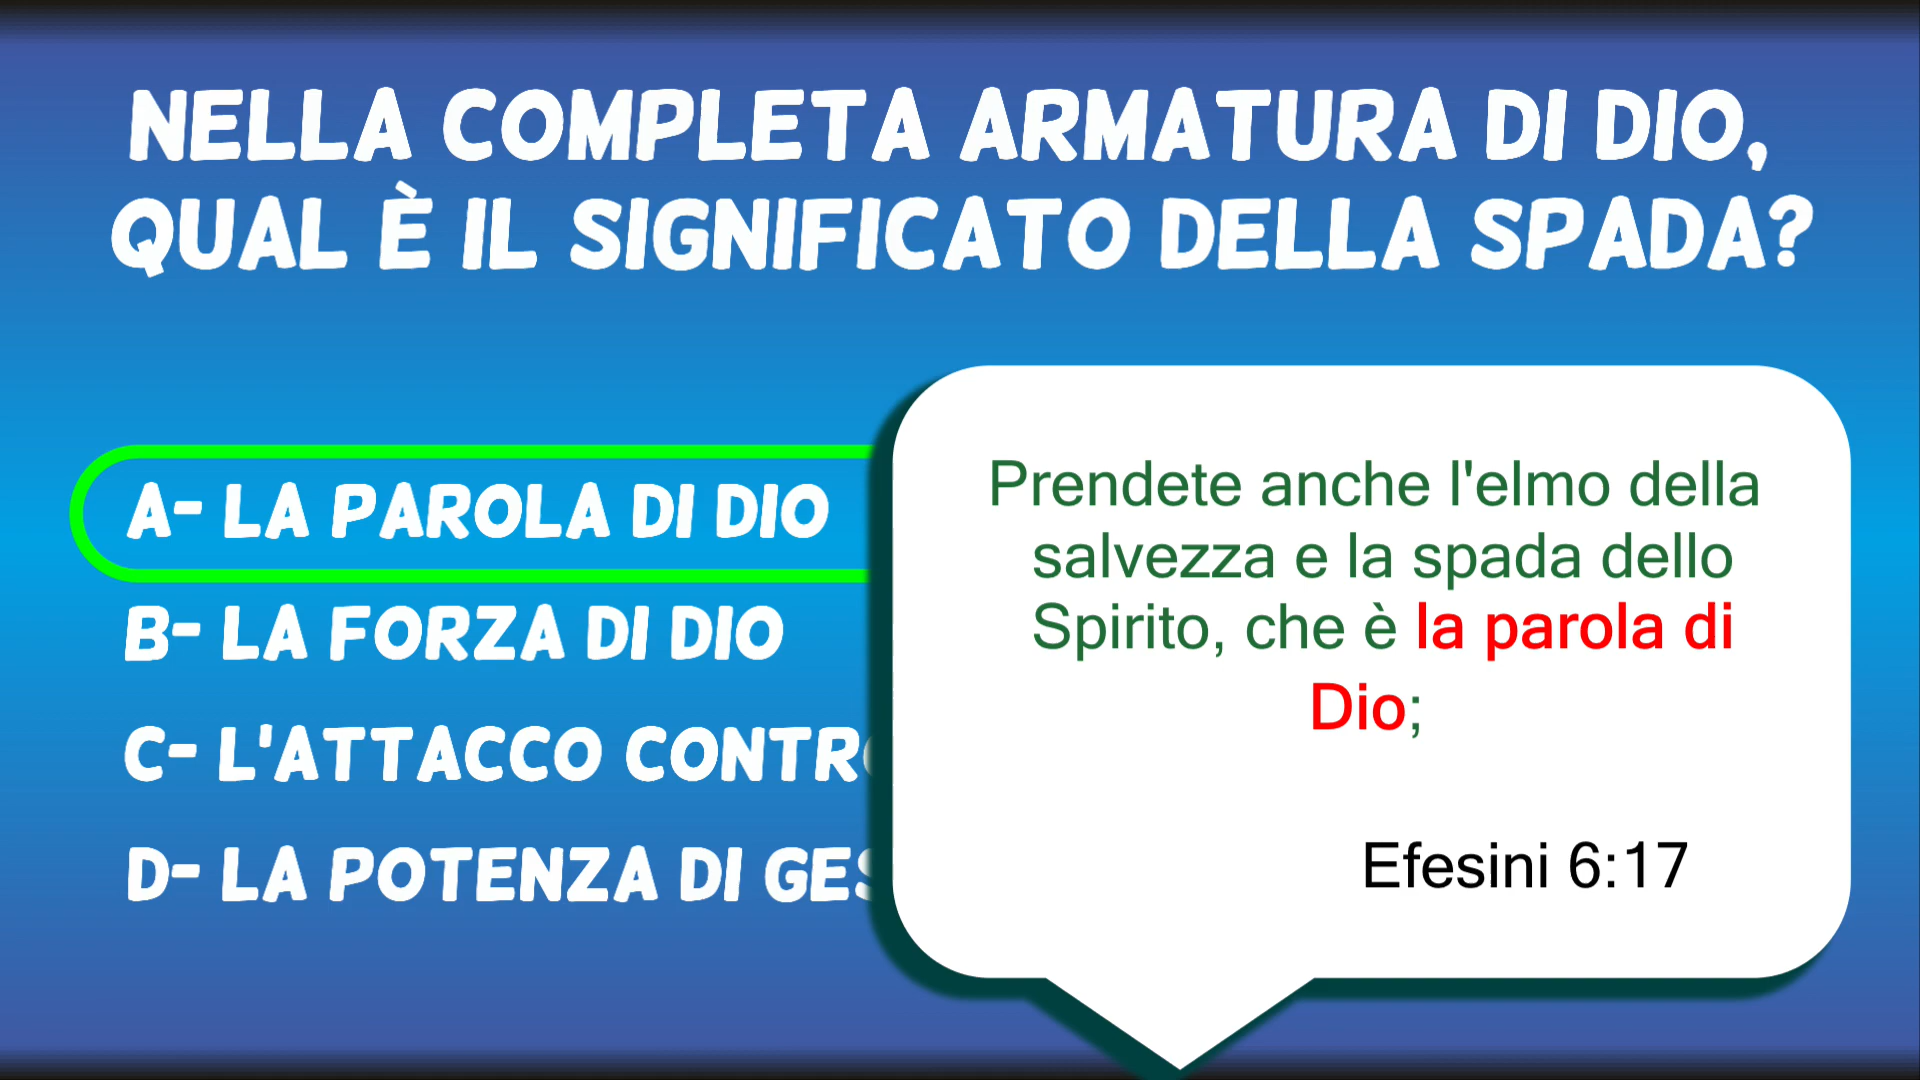 NELLA COMPLETA ARMATURA DI DIO,
QUAL È IL SIGNIFICATO DELLA SPADA?
A- LA PAROLA DI DIO
B- LA FORZA DI DIO
C- L'ATTACCO
D- LA POTENZA DI
Prendete anche l'elmo della
salvezza e la spada dello
Spirito, che è la parola di
Dio;
Efesini 6:17